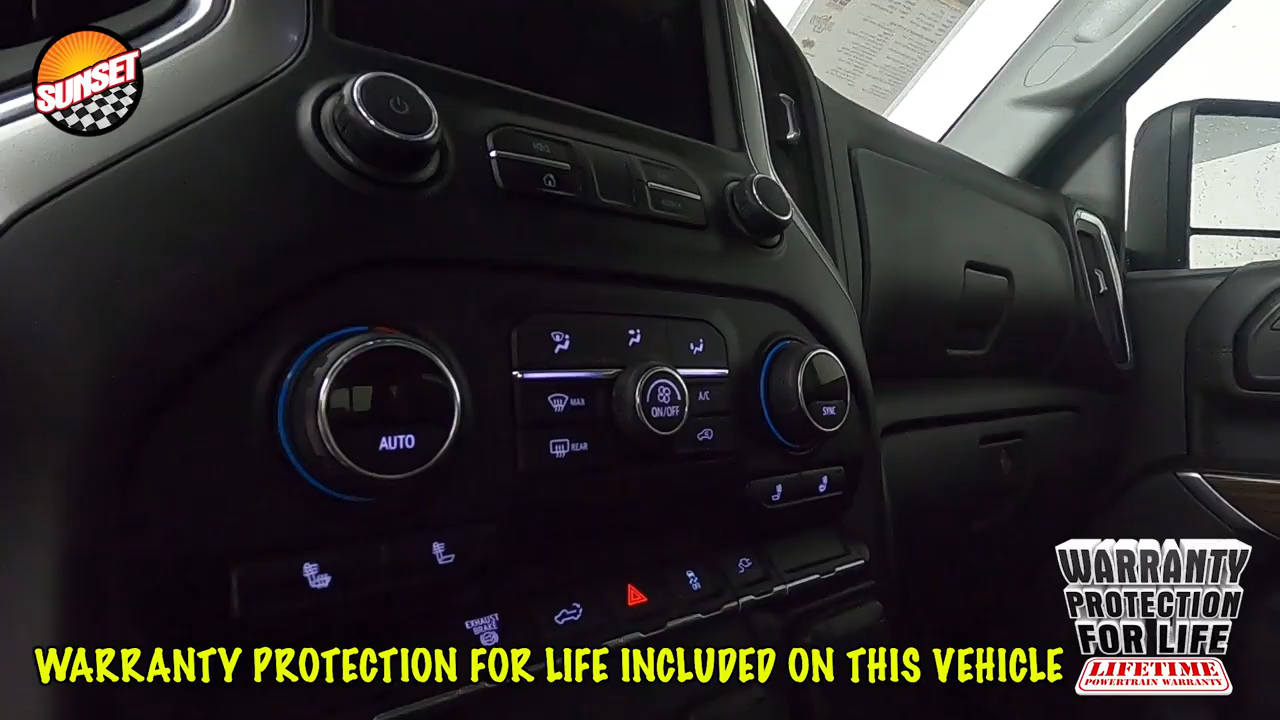 SUNSET
MAX
ON/OFF
A/C
REAR
SYNC
AUTO
EXHAUST
BRAKE
WARRANTY PROTECTION FOR LIFE INCLUDED ON THIS VEHICLE
WARRANTY
PROTECTION
FOR LIFE
LIFETIME
POWERTRAIN WARRANTY